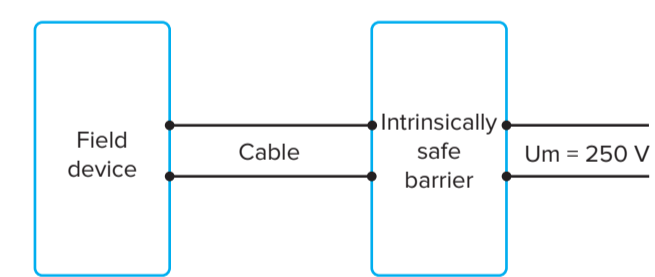 Field
device
Cable
Intrinsically
safe
barrier
Um = 250 V